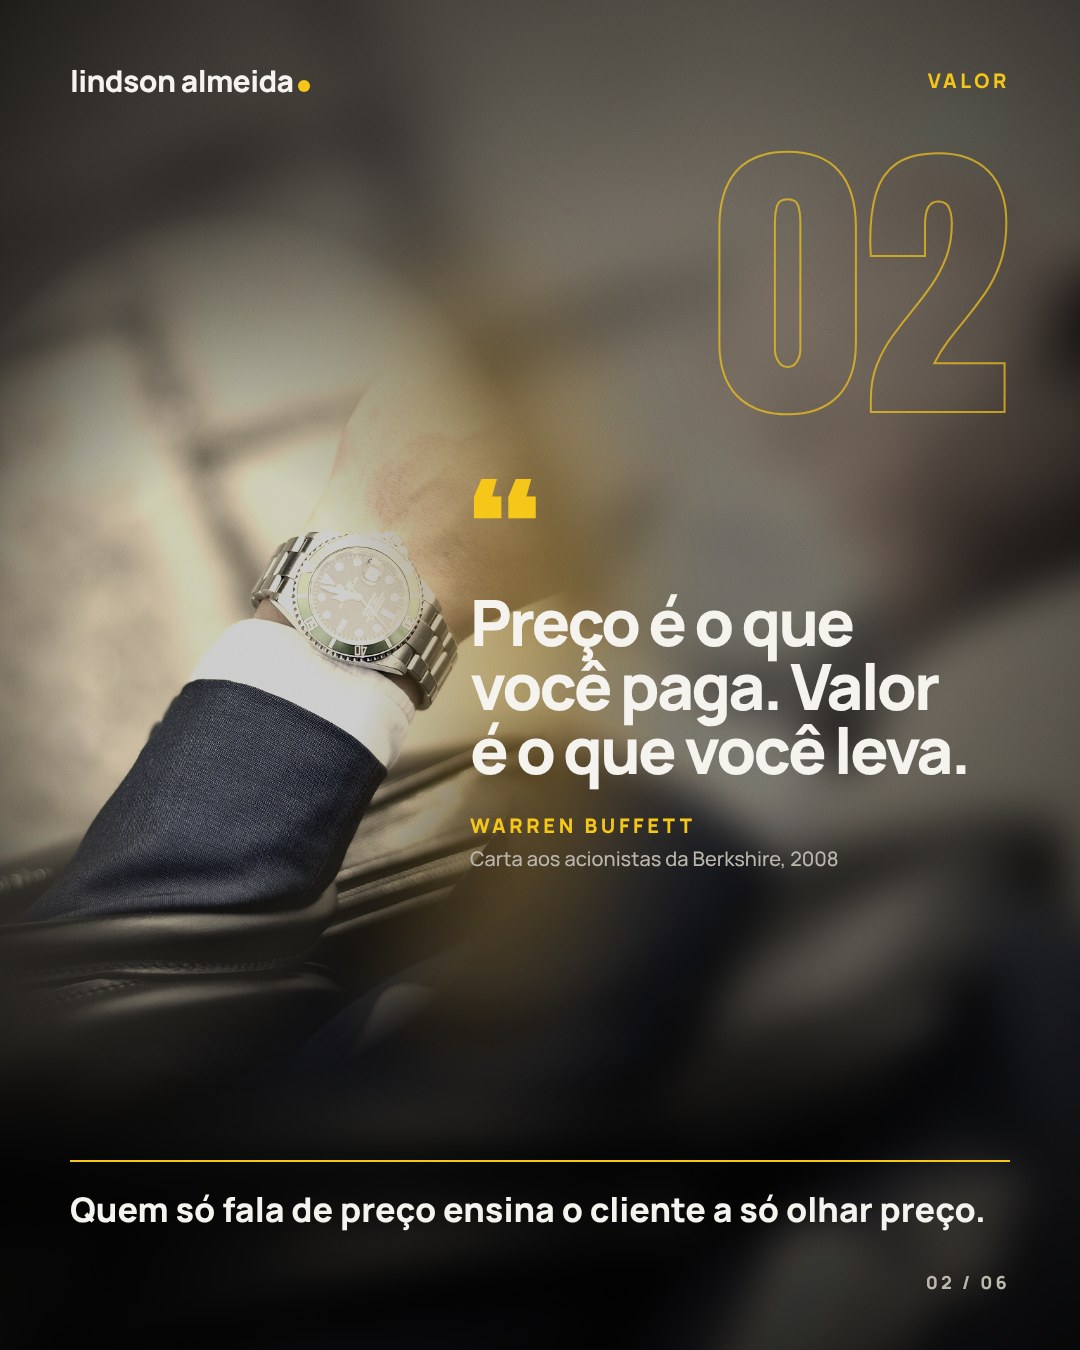 lindson almeida.
VALOR
02
❝
Preço é o que
você paga. Valor
é o que você leva.
WARREN BUFFETT
Carta aos acionistas da Berkshire, 2008
Quem só fala de preço ensina o cliente a só olhar preço.
02 / 06